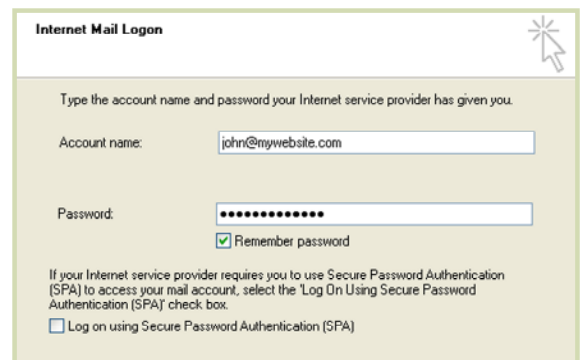 Internet Mail Logon
Type the account name and password your Internet service provider has given you.
Account name: john@mywebsite.com
Password: •••••••••••••
Remember password
If your Internet service provider requires you to use Secure Password Authentication
(SPA) to access your mail account, select the 'Log On Using Secure Password
Authentication (SPA)' check box.
Log on using Secure Password Authentication (SPA)